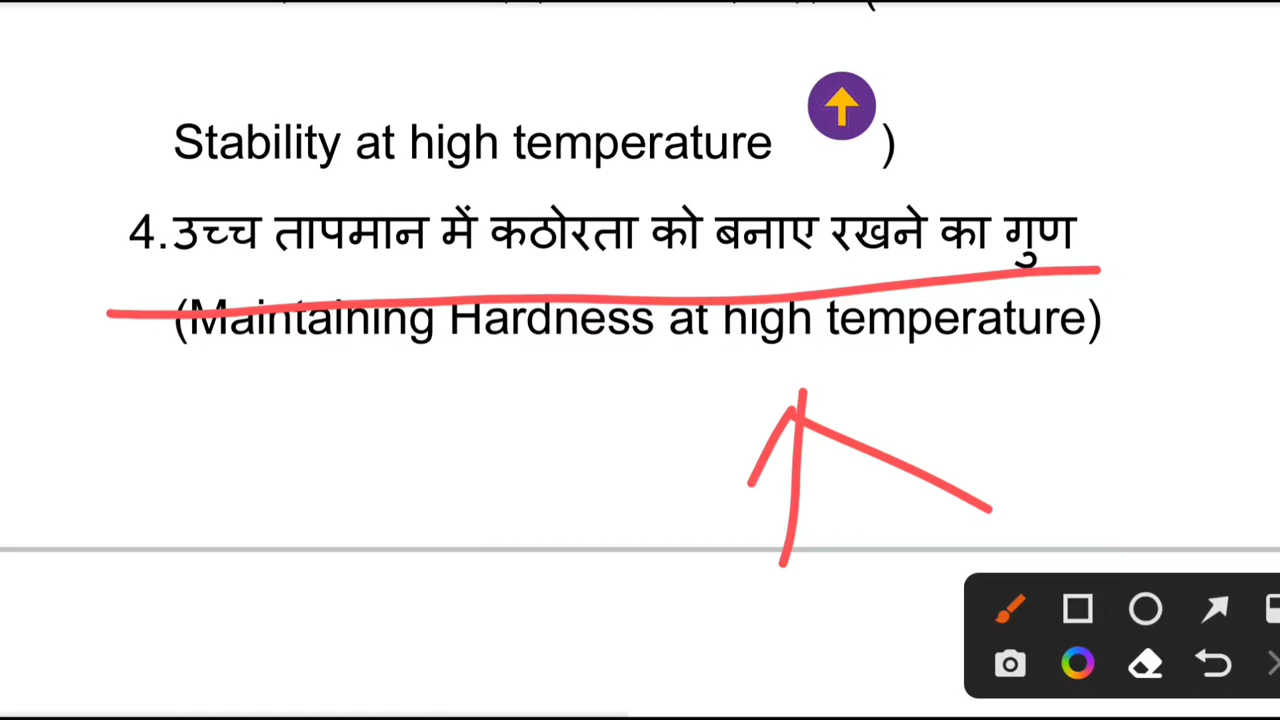 Stability at high temperature )
4.उच्च तापमान में कठोरता को बनाए रखने का गुण
(Maintaining Hardness at high temperature)